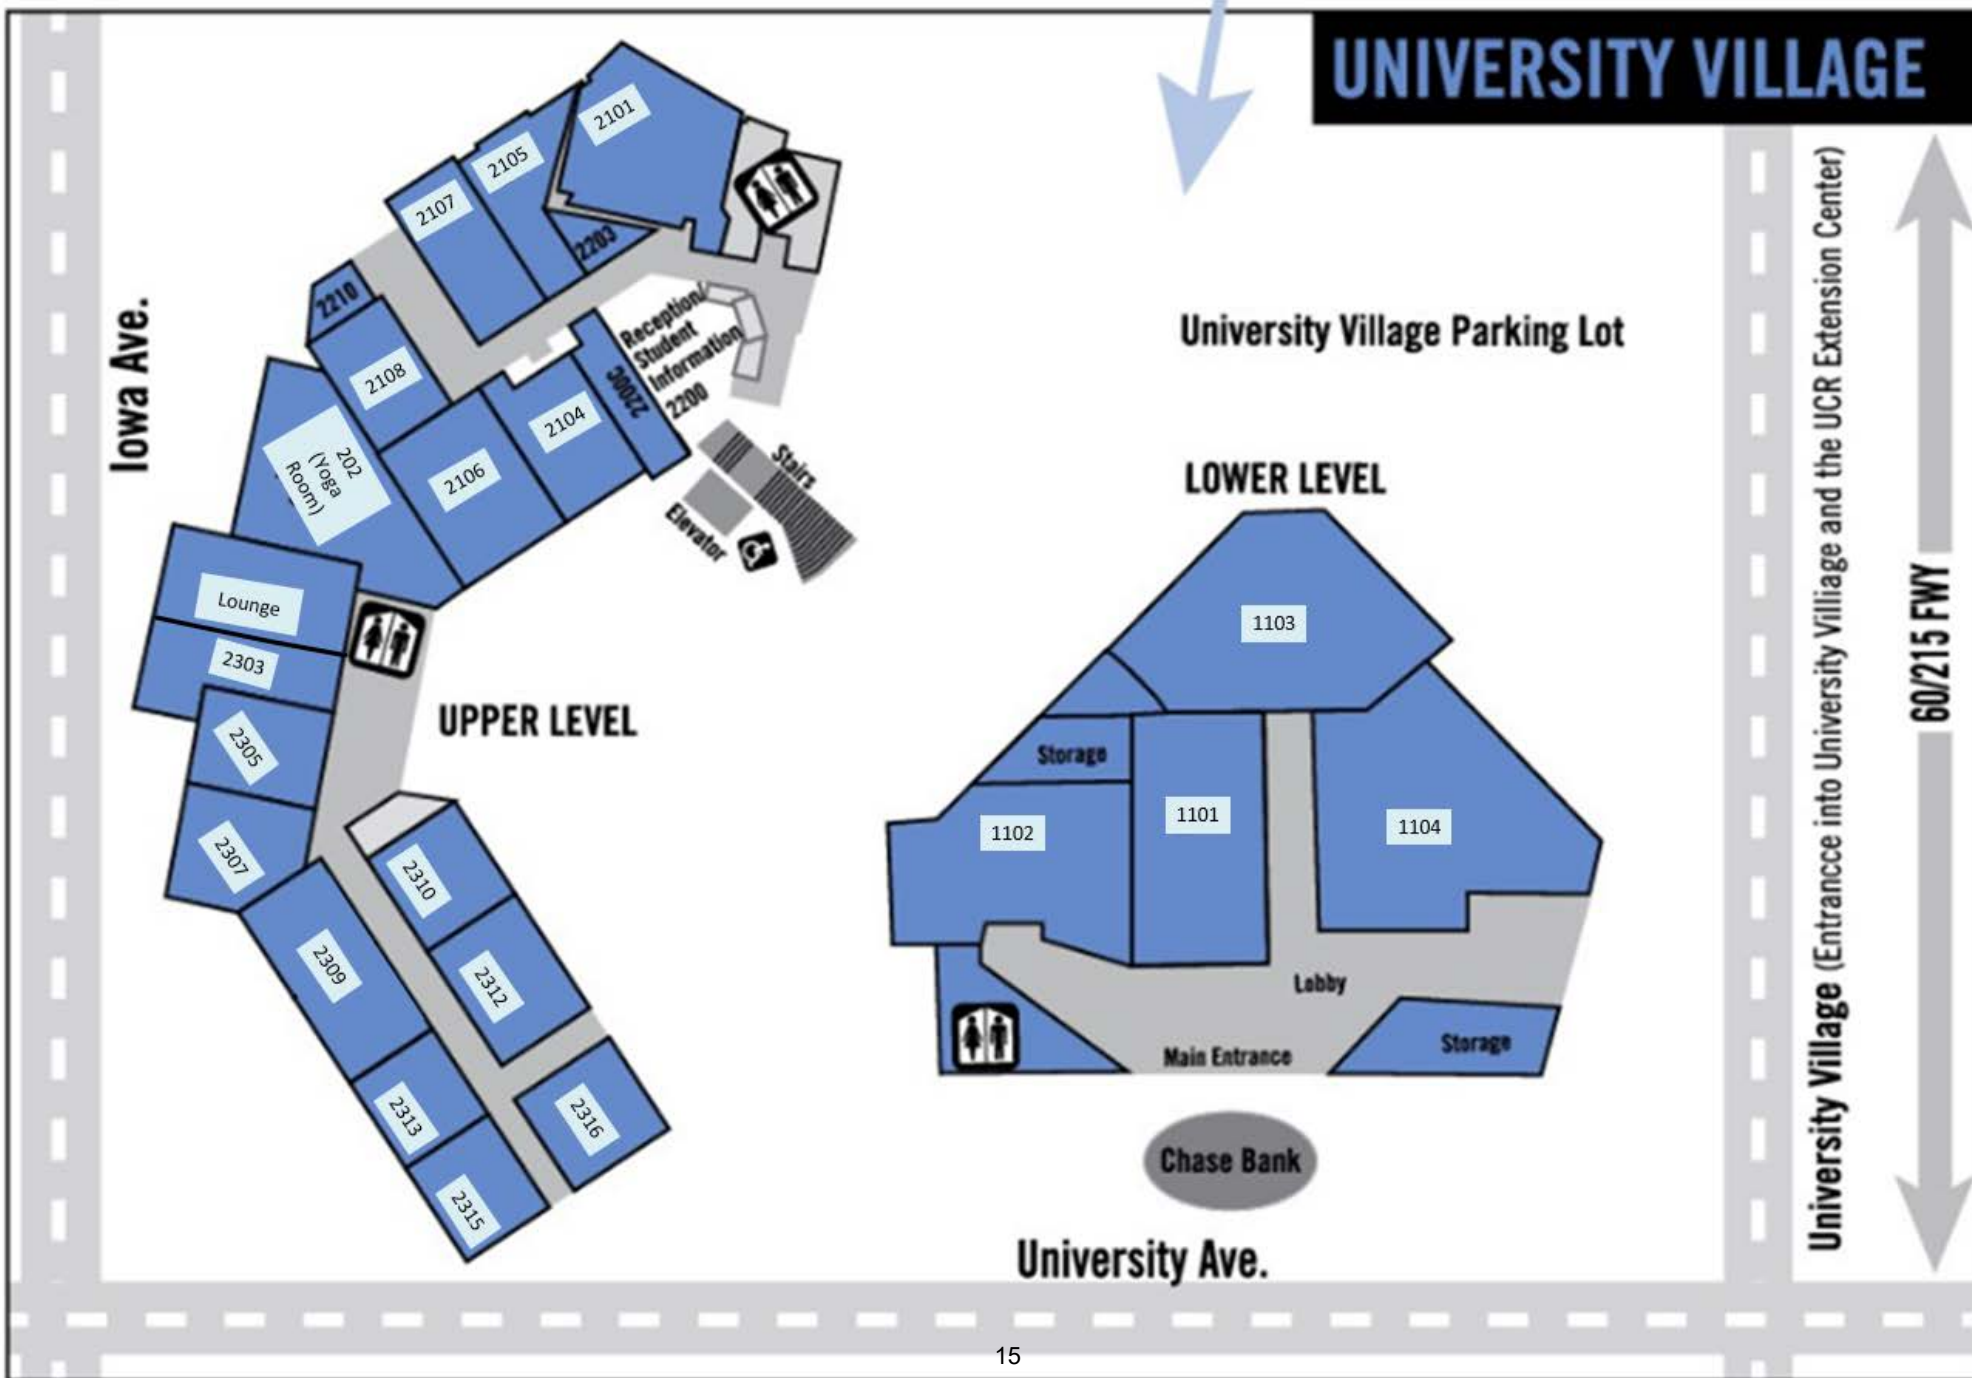 UNIVERSITY VILLAGE
2101
2105
2107
2203
2210
2108
Reception/
Student
Information
2200
2200C
2104
2106
202
(Yoga
Room)
Stairs
Elevator
Lounge
2303
2305
2307
UPPER LEVEL
2310
2309
2312
2313
2316
2315
Iowa Ave.
University Village Parking Lot
LOWER LEVEL
1103
Storage
1102
1101
1104
Lobby
Main Entrance
Storage
Chase Bank
University Ave.
University Village (Entrancce into University Villiage and the UCR Extension Center)
60/215 FWY
15